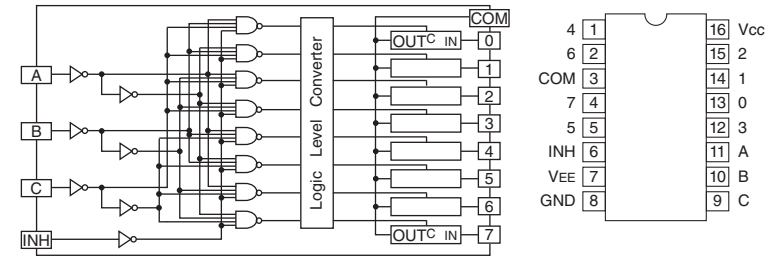 COM
OUT C IN 0
A
1
2
B
3
4
C
5
6
INH
OUT C IN 7
Logic Level Converter
4 1 16 Vcc
6 2 15 2
COM 3 14 1
7 4 13 0
5 5 12 3
INH 6 11 A
VEE 7 10 B
GND 8 9 C